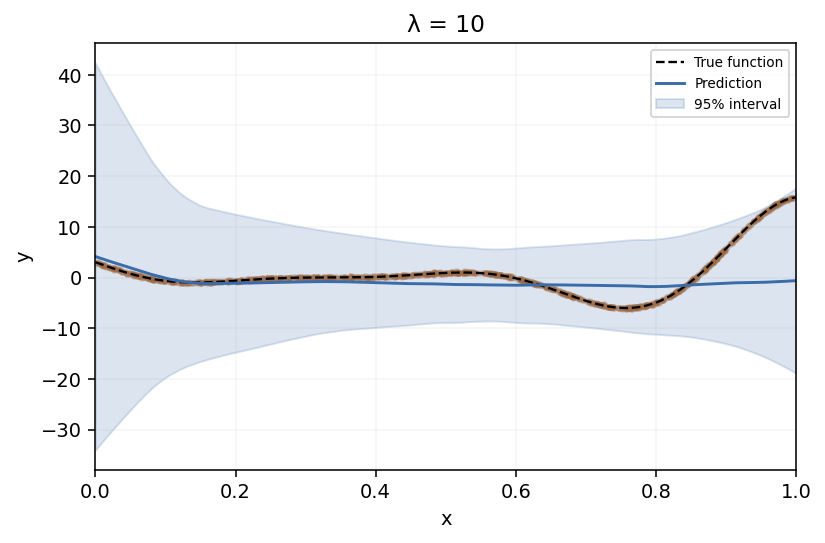 λ = 10
True function
Prediction
95% interval
y
40
30
20
10
0
−10
−20
−30
0.0 0.2 0.4 0.6 0.8 1.0
x